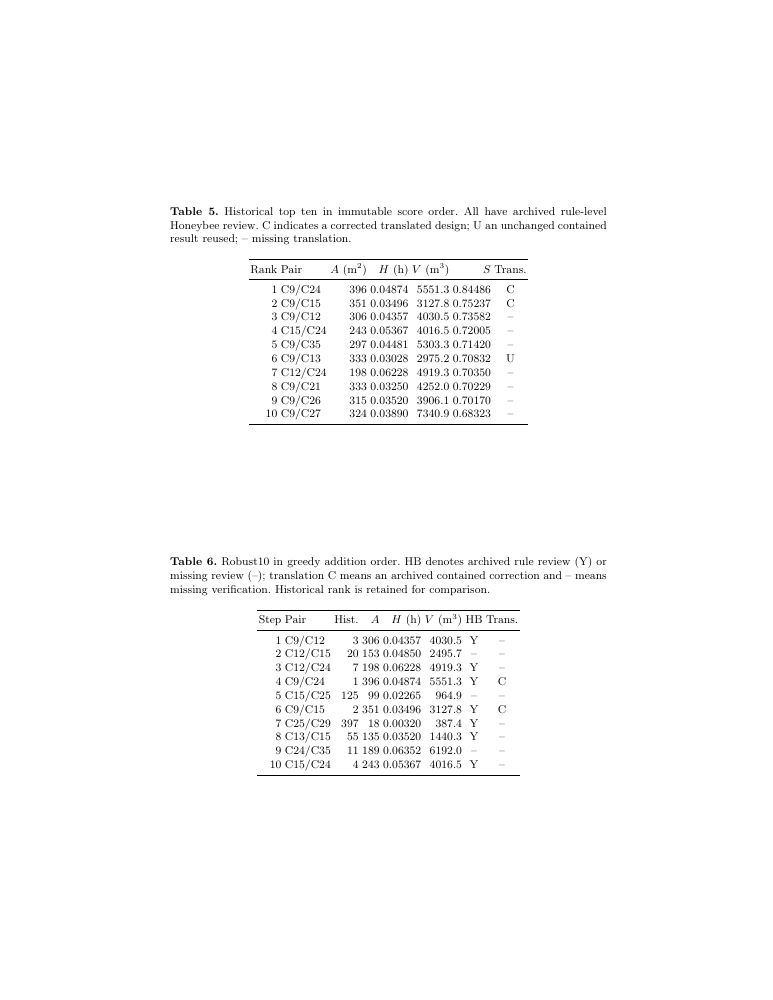 Table 5. Historical top ten in immutable score order. All have archived rule-level
Honeybee review. C indicates a corrected translated design; U an unchanged contained
result reused; – missing translation.
Rank Pair A (m²) H (h) V (m³) S Trans.
1 C9/C24 396 0.04874 5551.3 0.84486 C
2 C9/C15 351 0.03496 3127.8 0.75237 C
3 C9/C12 306 0.04357 4030.5 0.73582 –
4 C15/C24 243 0.05367 4016.5 0.72005 –
5 C9/C35 297 0.04481 5303.3 0.71420 –
6 C9/C13 333 0.03028 2975.2 0.70832 U
7 C12/C24 198 0.06228 4919.3 0.70350 –
8 C9/C21 333 0.03250 4252.0 0.70229 –
9 C9/C26 315 0.03520 3906.1 0.70170 –
10 C9/C27 324 0.03890 7340.9 0.68323 –
Table 6. Robust10 in greedy addition order. HB denotes archived rule review (Y) or
missing review (–); translation C means an archived contained correction and – means
missing verification. Historical rank is retained for comparison.
Step Pair Hist. A H (h) V (m³) HB Trans.
1 C9/C12 3 306 0.04357 4030.5 Y –
2 C12/C15 20 153 0.04850 2495.7 – –
3 C12/C24 7 198 0.06228 4919.3 Y –
4 C9/C24 1 396 0.04874 5551.3 Y C
5 C15/C25 125 99 0.02265 964.9 – –
6 C9/C15 2 351 0.03496 3127.8 Y C
7 C25/C29 397 18 0.00320 387.4 Y –
8 C13/C15 55 135 0.03520 1440.3 Y –
9 C24/C35 11 189 0.06352 6192.0 – –
10 C15/C24 4 243 0.05367 4016.5 Y –